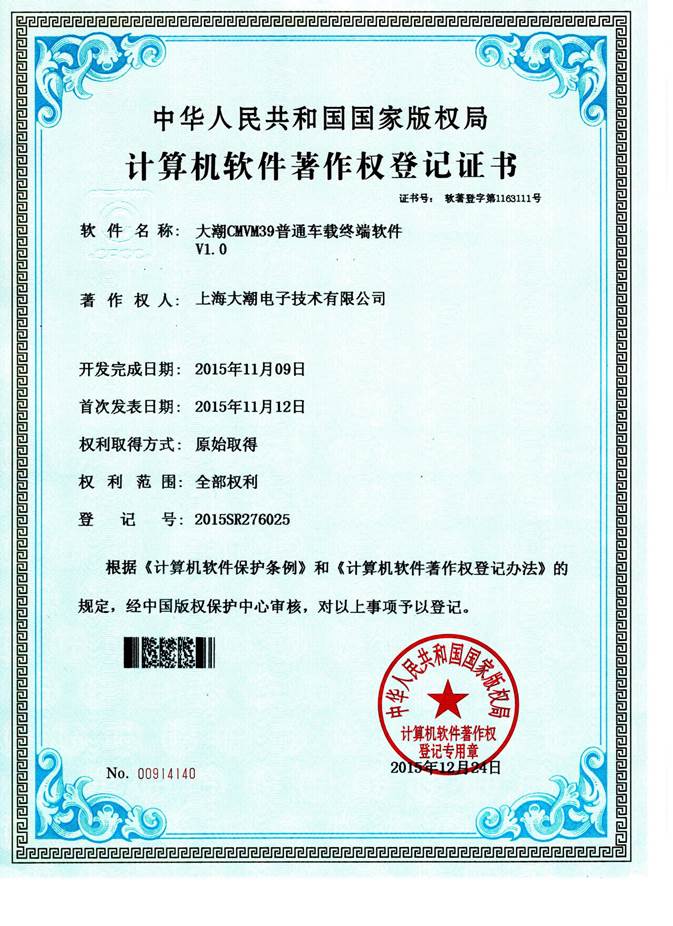 中华人民共和国国家版权局
计算机软件著作权登记证书
证书号： 软著登字第1163111号
软件名称： 大潮CMVM39普通车载终端软件
V1.0
著作权人： 上海大潮电子技术有限公司
开发完成日期： 2015年11月09日
首次发表日期： 2015年11月12日
权利取得方式： 原始取得
权利范围： 全部权利
登记号： 2015SR276025
根据《计算机软件保护条例》和《计算机软件著作权登记办法》的
规定，经中国版权保护中心审核，对以上事项予以登记。
中华人民共和国国家版权局
计算机软件著作权
登记专用章
No. 00914140
2015年12月24日